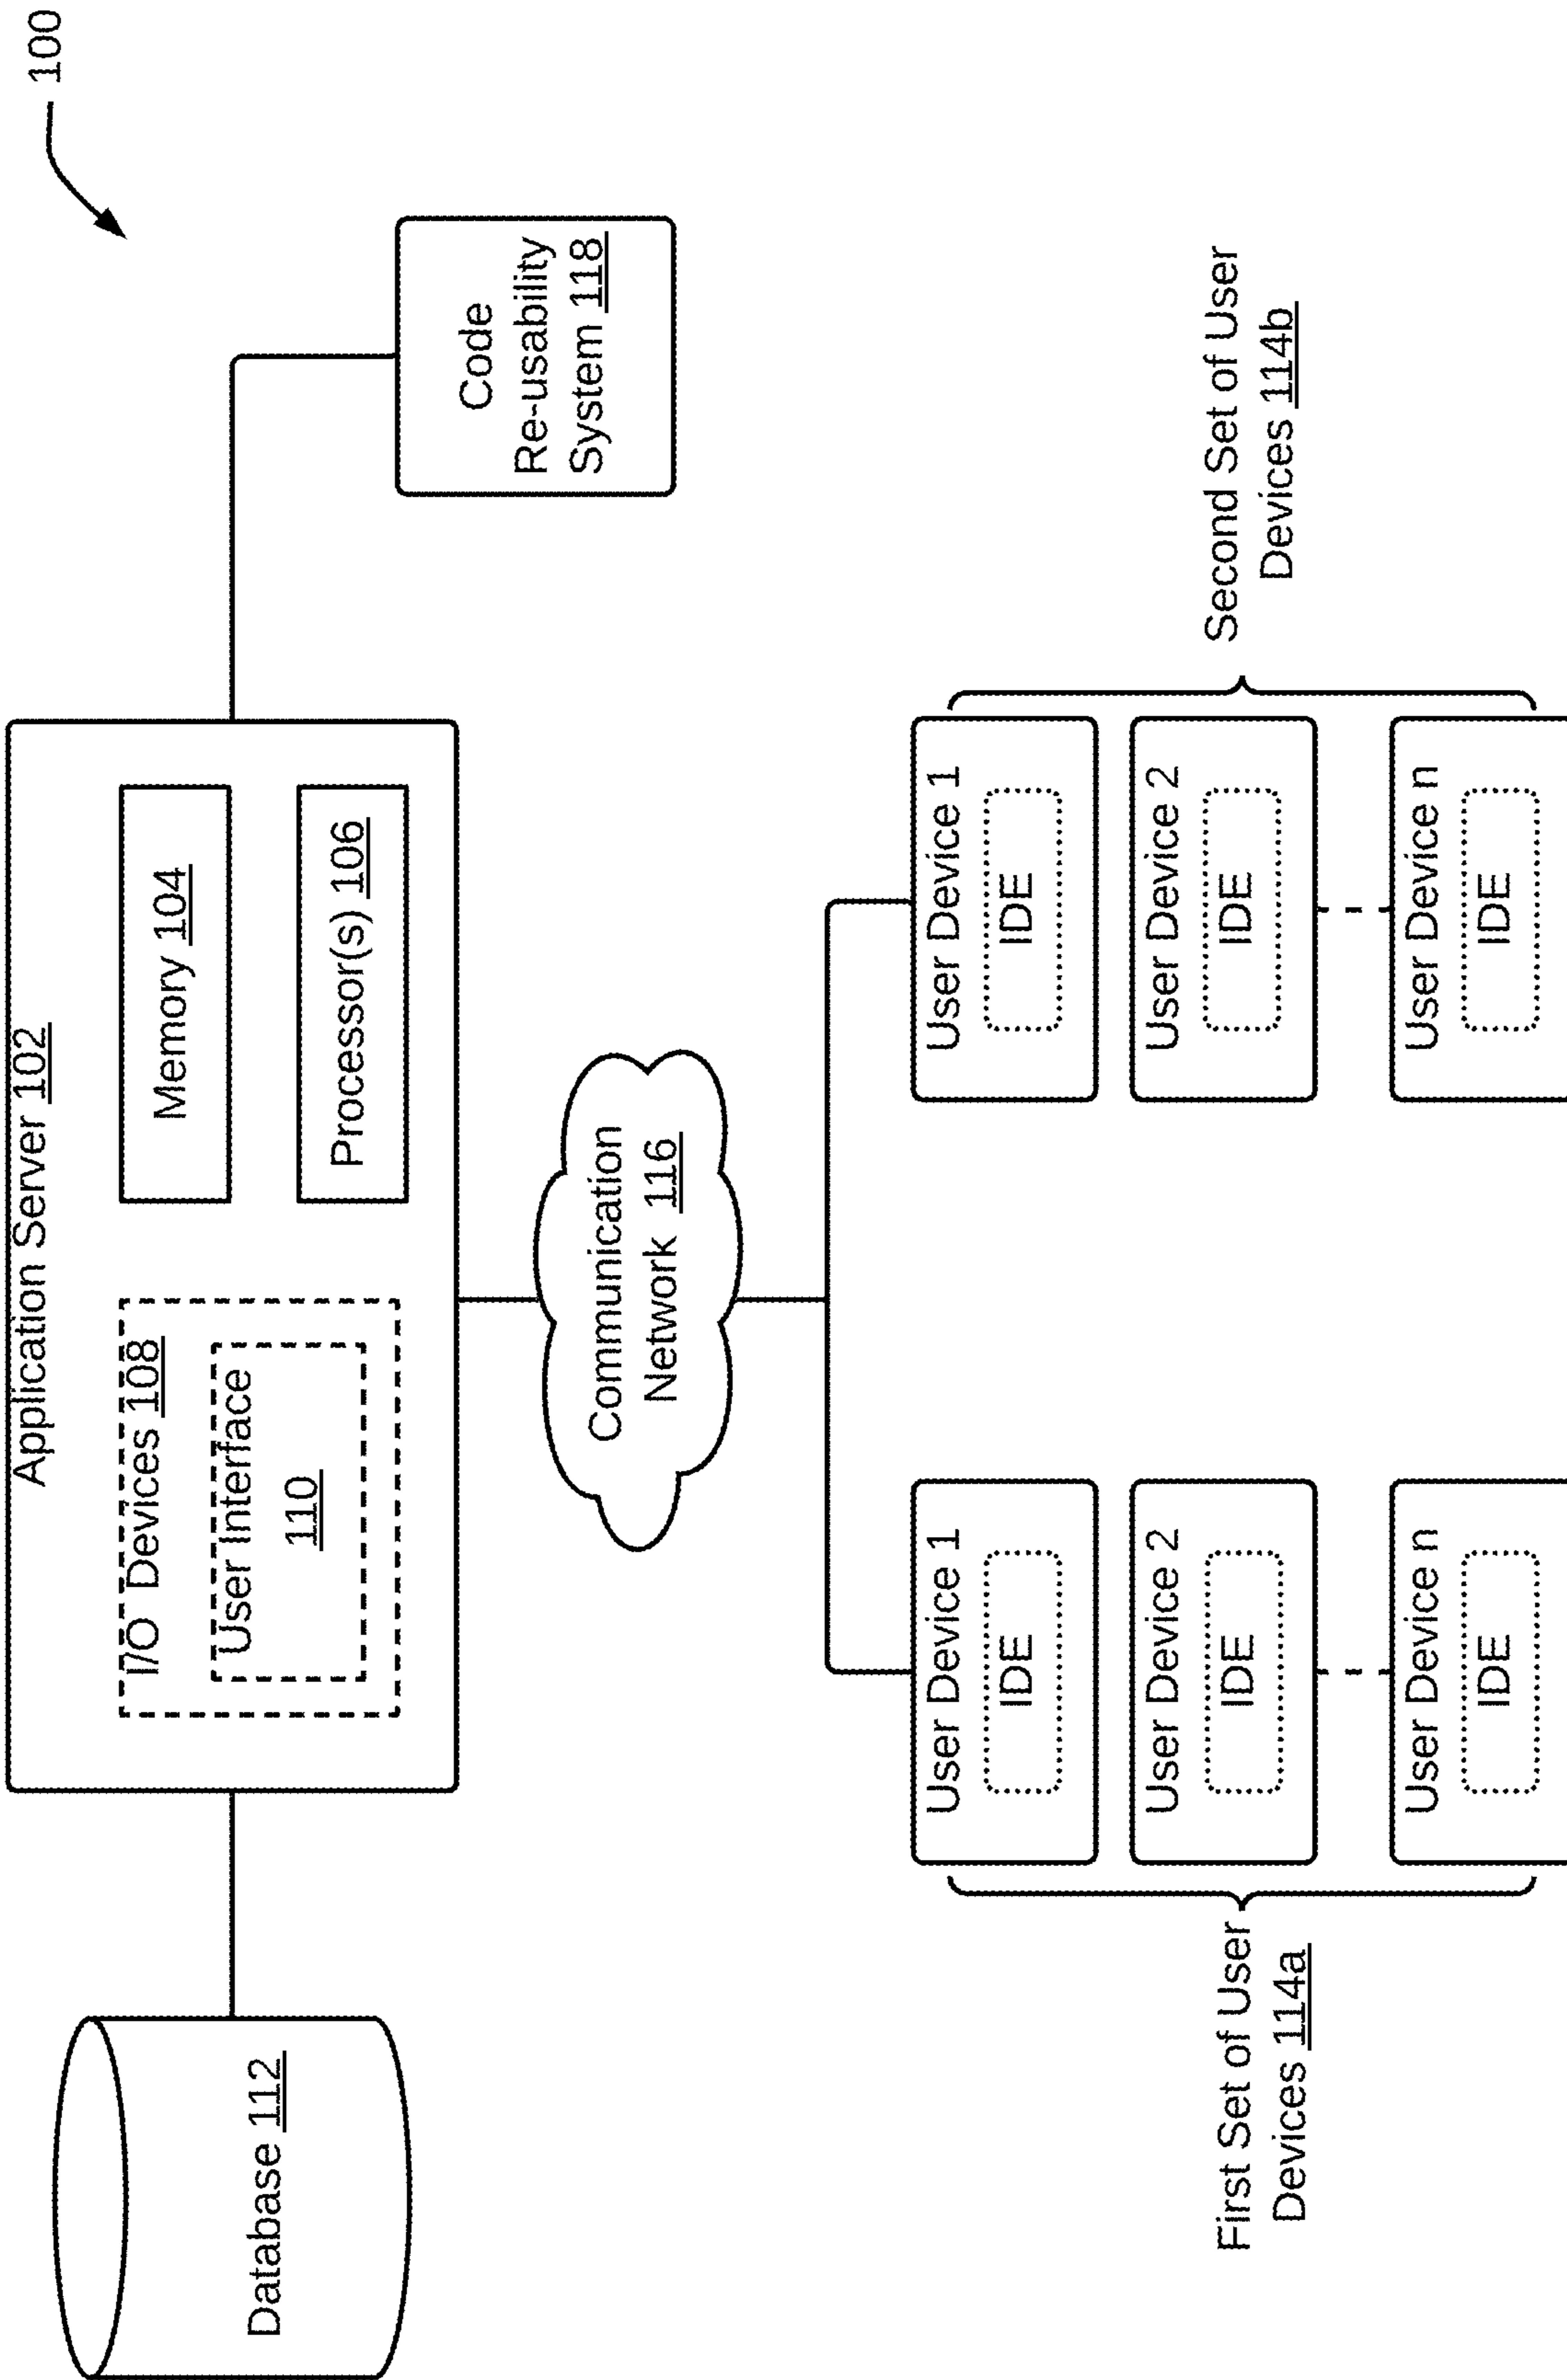 100
Application Server 102
I/O Devices 108
User Interface
110
Memory 104
Processor(s) 106
Database 112
Code
Re-usability
System 118
Communication
Network 116
User Device 1
IDE
User Device 2
IDE
User Device n
IDE
First Set of User
Devices 114a
User Device 1
IDE
User Device 2
IDE
User Device n
IDE
Second Set of User
Devices 114b